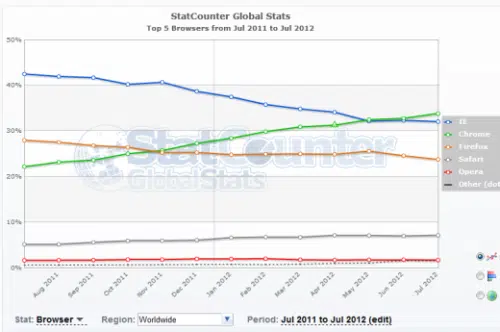 StatCounter Global Stats
Top 5 Browsers from Jul 2011 to Jul 2012
50%
40%
30%
20%
10%
0%
StatCounter
GlobalStats
IE
Chrome
Firefox
Safari
Opera
Other (dot
Aug 2011
Sep 2011
Oct 2011
Nov 2011
Dec 2011
Jan 2012
Feb 2012
Mar 2012
Apr 2012
May 2012
Jun 2012
Jul 2012
Stat: Browser Region: Worldwide Period: Jul 2011 to Jul 2012 (edit)